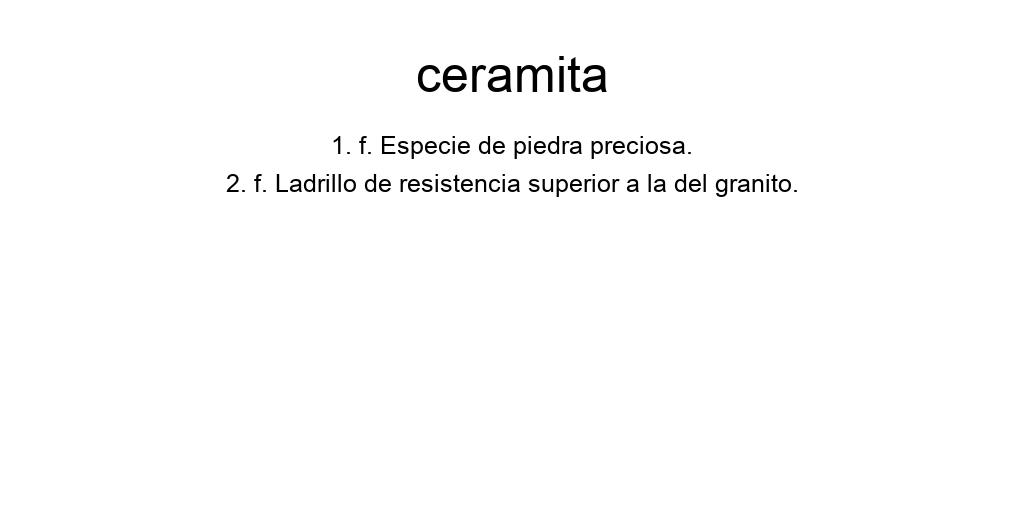 ceramita
1. f. Especie de piedra preciosa.
2. f. Ladrillo de resistencia superior a la del granito.